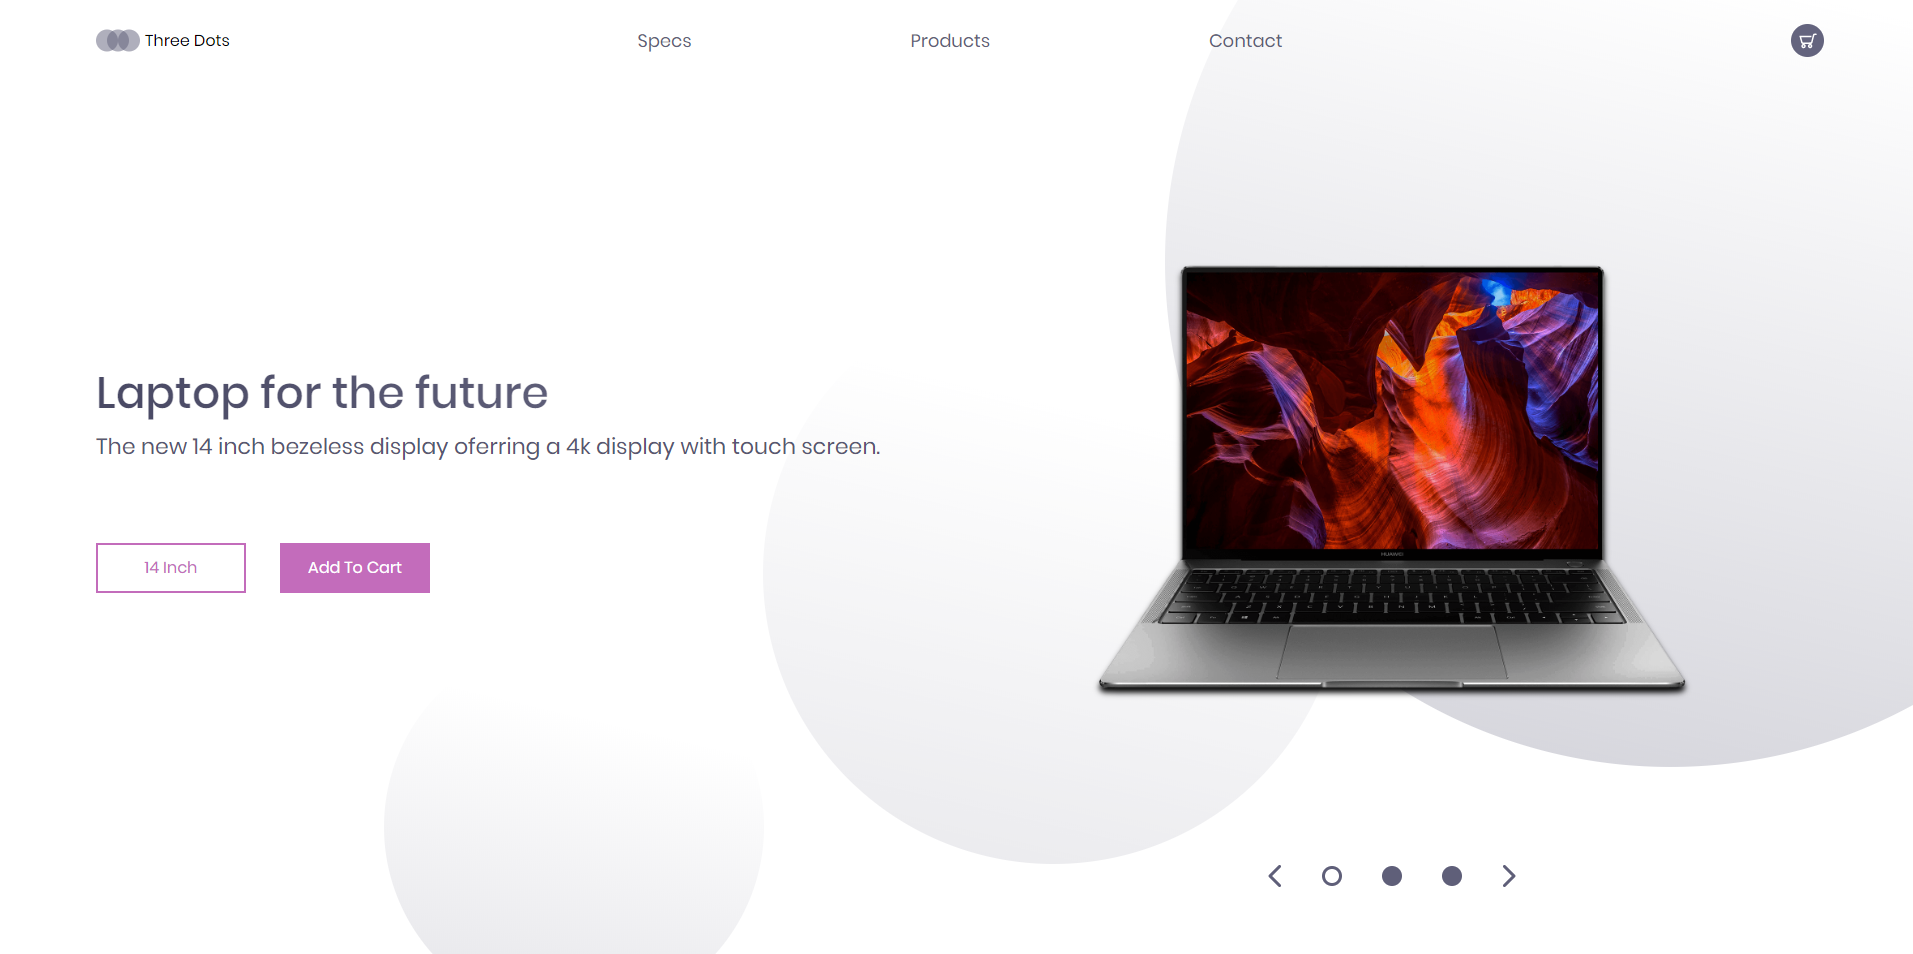 Three Dots
Specs
Products
Contact
Laptop for the future
The new 14 inch bezeless display oferring a 4k display with touch screen.
14 Inch
Add To Cart
HUAWEI